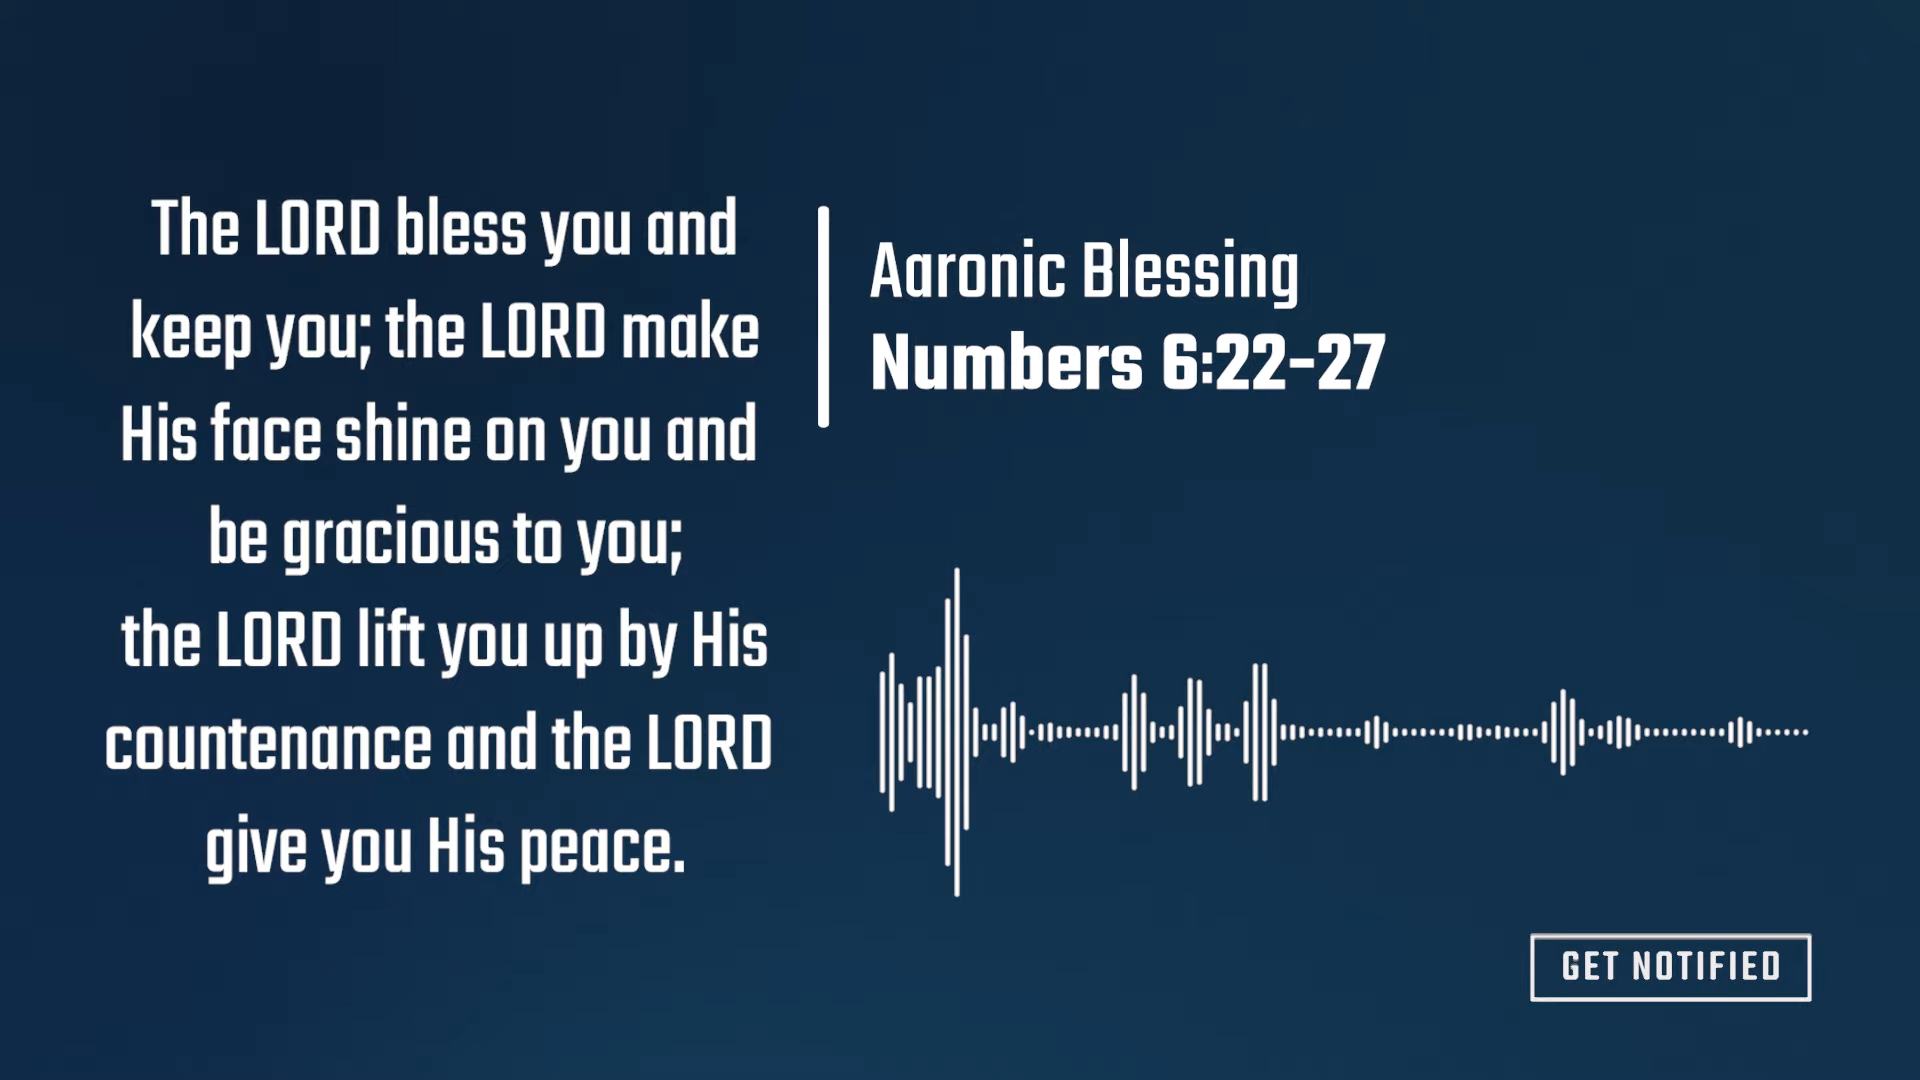 The LORD bless you and
keep you; the LORD make
His face shine on you and
be gracious to you;
the LORD lift you up by His
countenance and the LORD
give you His peace.
Aaronic Blessing
Numbers 6:22-27
GET NOTIFIED